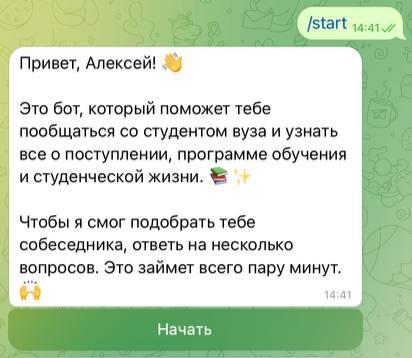 /start 14:41
Привет, Алексей! 👋
Это бот, который поможет тебе
пообщаться со студентом вуза и узнать
все о поступлении, программе обучения
и студенческой жизни. 📚✨
Чтобы я смог подобрать тебе
собеседника, ответь на несколько
вопросов. Это займет всего пару минут.
🙌 14:41
Начать